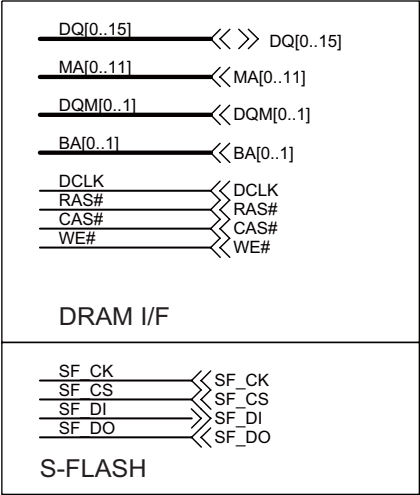 DQ[0..15] DQ[0..15]
MA[0..11] MA[0..11]
DQM[0..1] DQM[0..1]
BA[0..1] BA[0..1]
DCLK DCLK
RAS# RAS#
CAS# CAS#
WE# WE#
DRAM I/F
SF_CK SF_CK
SF_CS SF_CS
SF_DI SF_DI
SF_DO SF_DO
S-FLASH